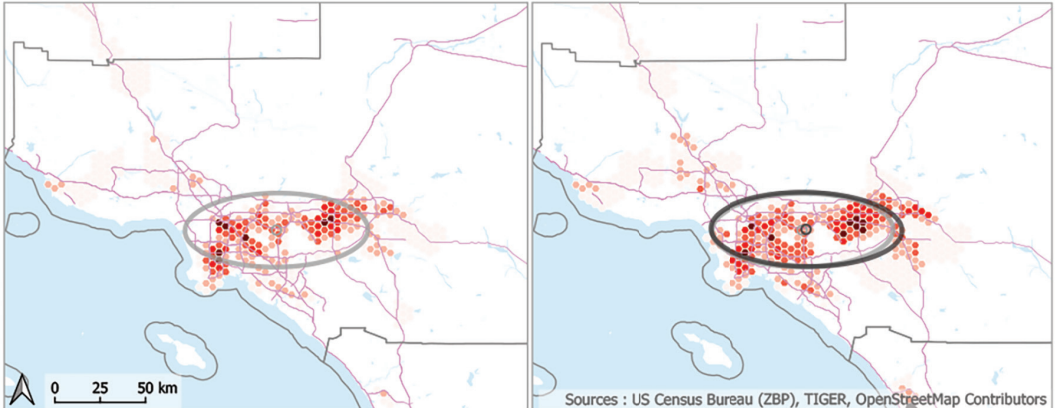 0 25 50 km
Sources : US Census Bureau (ZBP), TIGER, OpenStreetMap Contributors